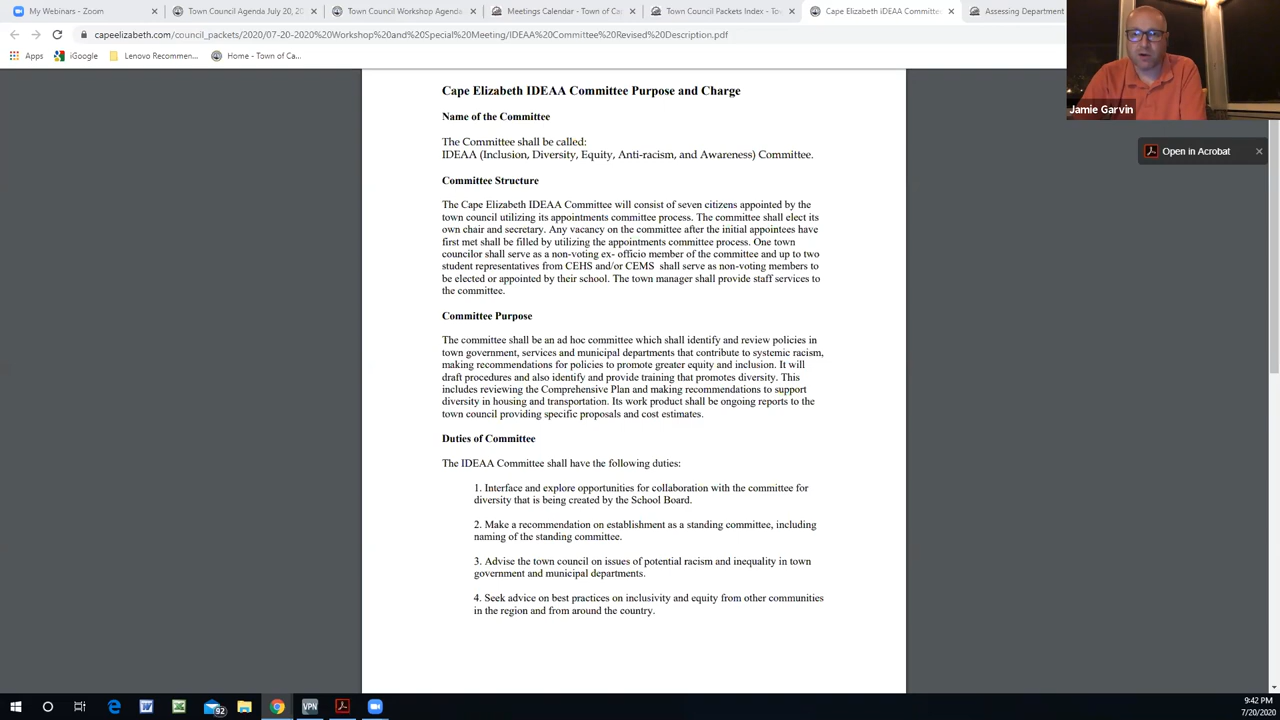 My Webinars - Zoom
Town Council Agenda July 20, 20
Town Council Workshop Agenda
Meetings Calendar - Town of Ca
Town Council Packets Index - To
Cape Elizabeth IDEAA Committe
Assessing Department
capeelizabeth.com/council_packets/2020/07-20-2020%20Workshop%20and%20Special%20Meeting/IDEAA%20Committee%20Revised%20Description.pdf
Apps
iGoogle
Lenovo Recommen...
Home - Town of Ca...
Jamie Garvin
Open in Acrobat
Cape Elizabeth IDEAA Committee Purpose and Charge
Name of the Committee
The Committee shall be called:
IDEAA (Inclusion, Diversity, Equity, Anti-racism, and Awareness) Committee.
Committee Structure
The Cape Elizabeth IDEAA Committee will consist of seven citizens appointed by the
town council utilizing its appointments committee process. The committee shall elect its
own chair and secretary. Any vacancy on the committee after the initial appointees have
first met shall be filled by utilizing the appointments committee process. One town
councilor shall serve as a non-voting ex- officio member of the committee and up to two
student representatives from CEHS and/or CEMS shall serve as non-voting members to
be elected or appointed by their school. The town manager shall provide staff services to
the committee.
Committee Purpose
The committee shall be an ad hoc committee which shall identify and review policies in
town government, services and municipal departments that contribute to systemic racism,
making recommendations for policies to promote greater equity and inclusion. It will
draft procedures and also identify and provide training that promotes diversity. This
includes reviewing the Comprehensive Plan and making recommendations to support
diversity in housing and transportation. Its work product shall be ongoing reports to the
town council providing specific proposals and cost estimates.
Duties of Committee
The IDEAA Committee shall have the following duties:
1. Interface and explore opportunities for collaboration with the committee for
diversity that is being created by the School Board.
2. Make a recommendation on establishment as a standing committee, including
naming of the standing committee.
3. Advise the town council on issues of potential racism and inequality in town
government and municipal departments.
4. Seek advice on best practices on inclusivity and equity from other communities
in the region and from around the country.
92
VPN
9:42 PM
7/20/2020